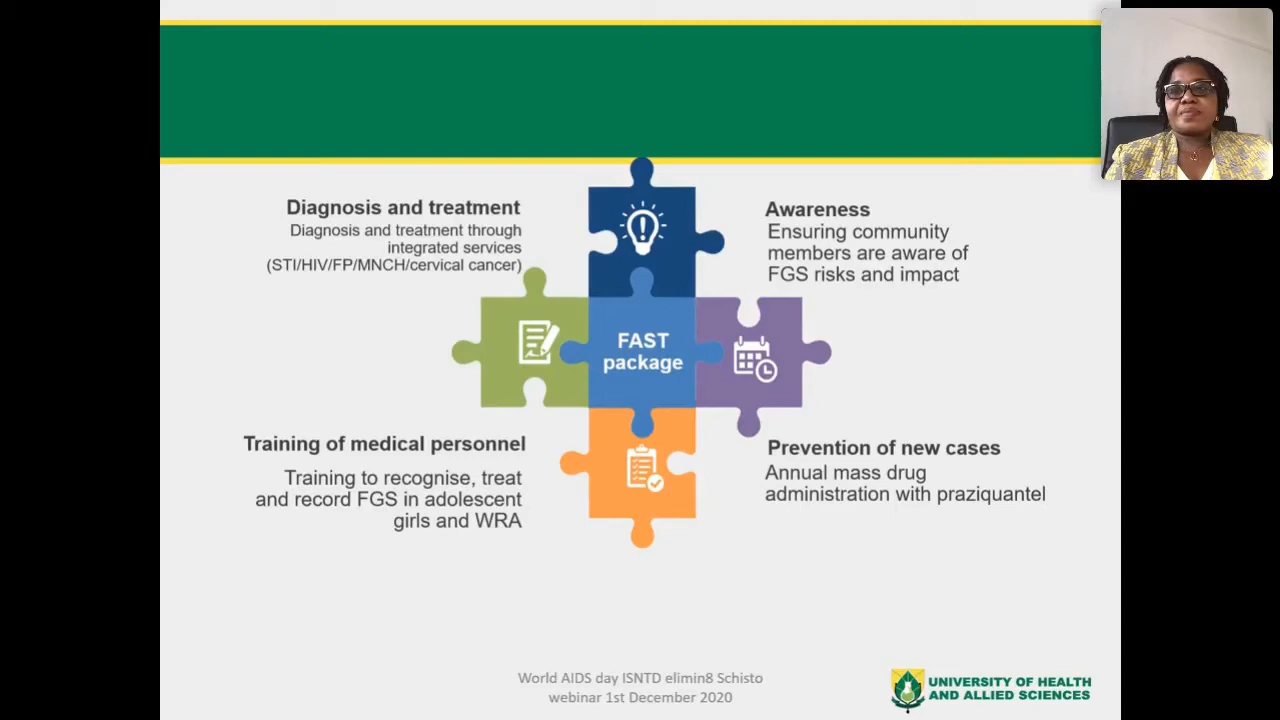 Diagnosis and treatment
Diagnosis and treatment through
integrated services
(STI/HIV/FP/MNCH/cervical cancer)
Awareness
Ensuring community
members are aware of
FGS risks and impact
FAST
package
Training of medical personnel
Training to recognise, treat
and record FGS in adolescent
girls and WRA
Prevention of new cases
Annual mass drug
administration with praziquantel
World AIDS day ISNTD elimin8 Schisto
webinar 1st December 2020
UNIVERSITY OF HEALTH
AND ALLIED SCIENCES